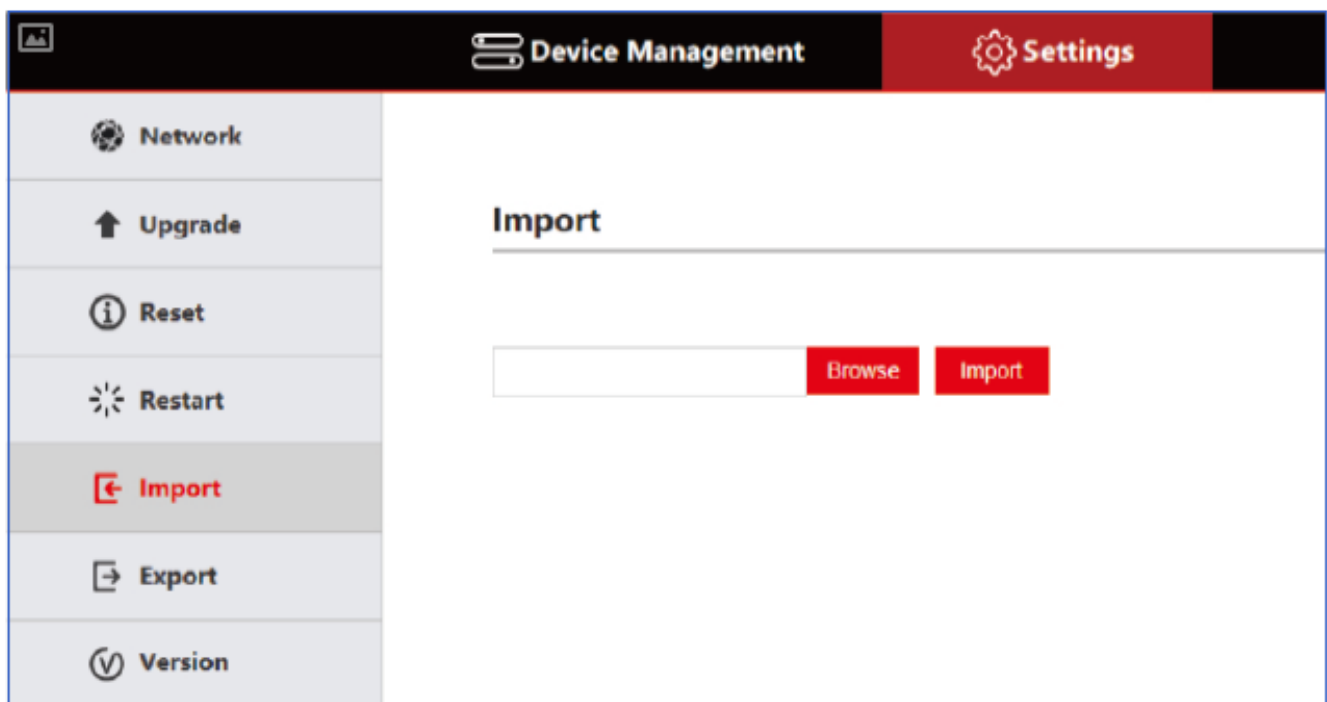 Device Management
Settings
Network
Upgrade
Reset
Restart
Import
Export
Version
Import
Browse
Import